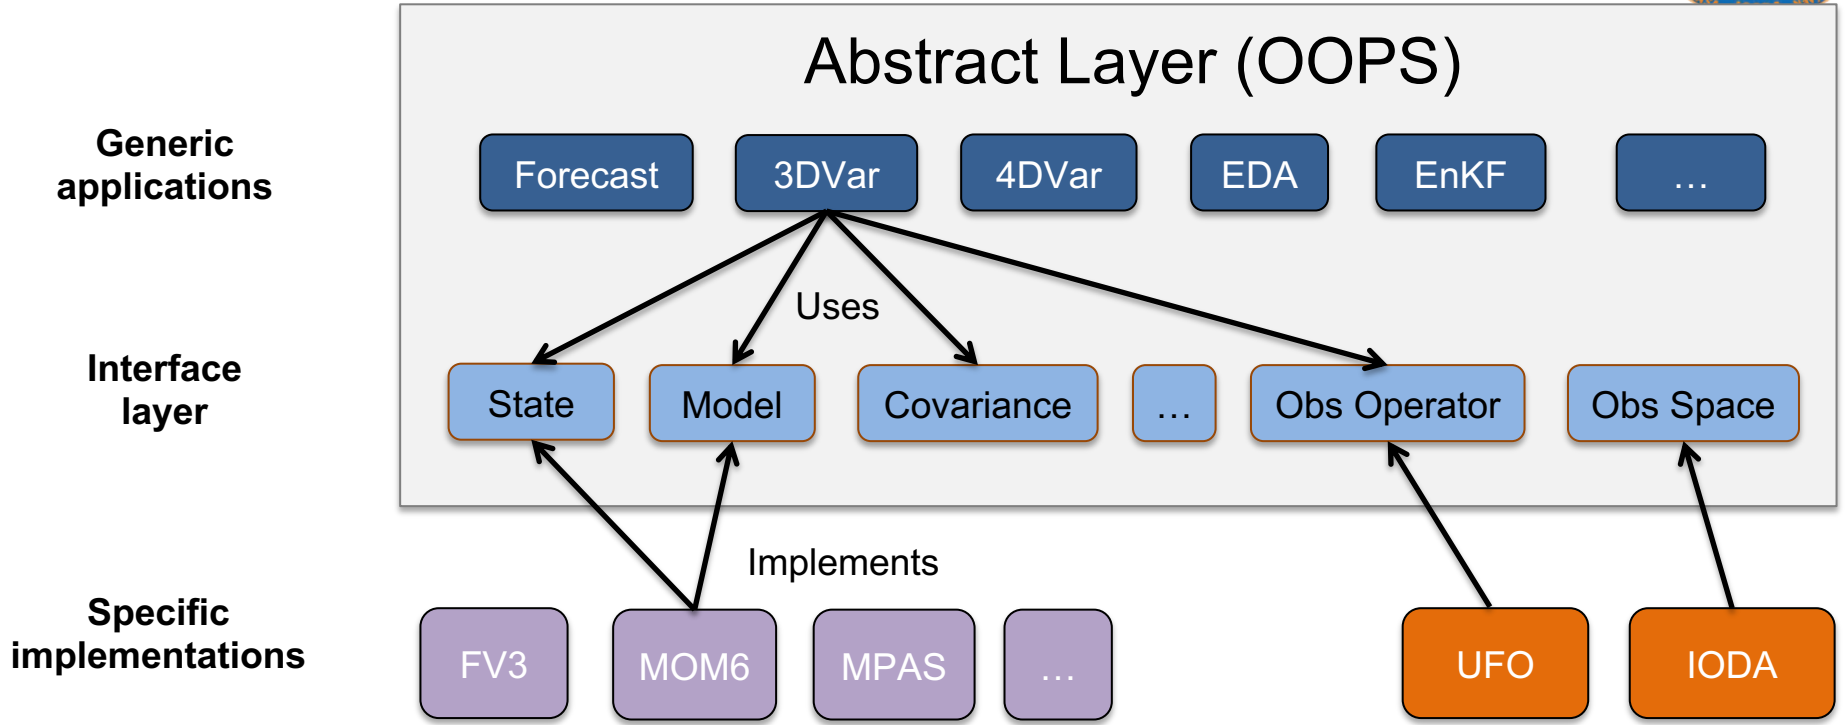 Abstract Layer (OOPS)
Generic
applications
Forecast
3DVar
4DVar
EDA
EnKF
…
Uses
Interface
layer
State
Model
Covariance
…
Obs Operator
Obs Space
Implements
Specific
implementations
FV3
MOM6
MPAS
…
UFO
IODA